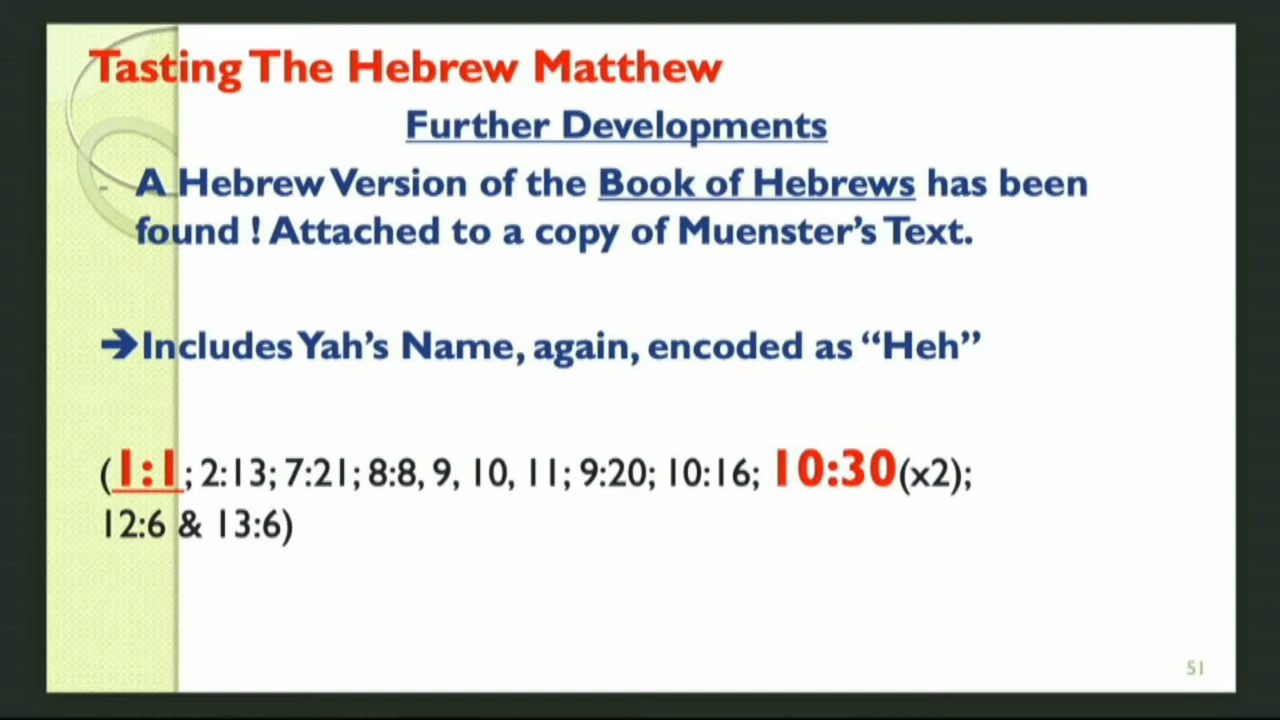 Tasting The Hebrew Matthew
Further Developments
- A Hebrew Version of the Book of Hebrews has been
found ! Attached to a copy of Muenster’s Text.
➔Includes Yah’s Name, again, encoded as “Heh”
(1:1; 2:13; 7:21; 8:8, 9, 10, 11; 9:20; 10:16; 10:30(x2);
12:6 & 13:6)
51